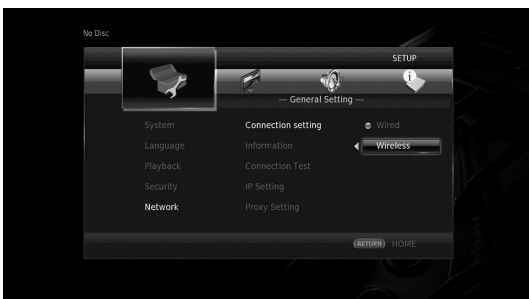 No Disc
SETUP
--- General Setting ---
System Connection setting Wired
Language Information Wireless
Playback Connection Test
Security IP Setting
Network Proxy Setting
RETURN HOME